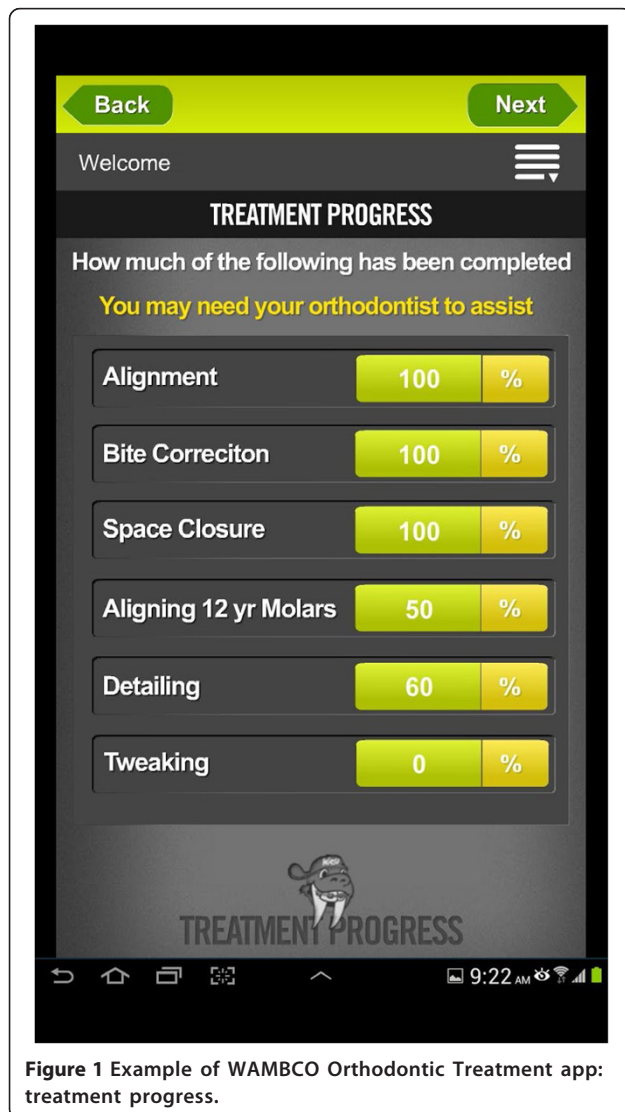 Back
Next
Welcome
TREATMENT PROGRESS
How much of the following has been completed
You may need your orthodontist to assist
Alignment 100 %
Bite Correciton 100 %
Space Closure 100 %
Aligning 12 yr Molars 50 %
Detailing 60 %
Tweaking 0 %
TREATMENT PROGRESS
9:22 AM
Figure 1 Example of WAMBCO Orthodontic Treatment app:
treatment progress.